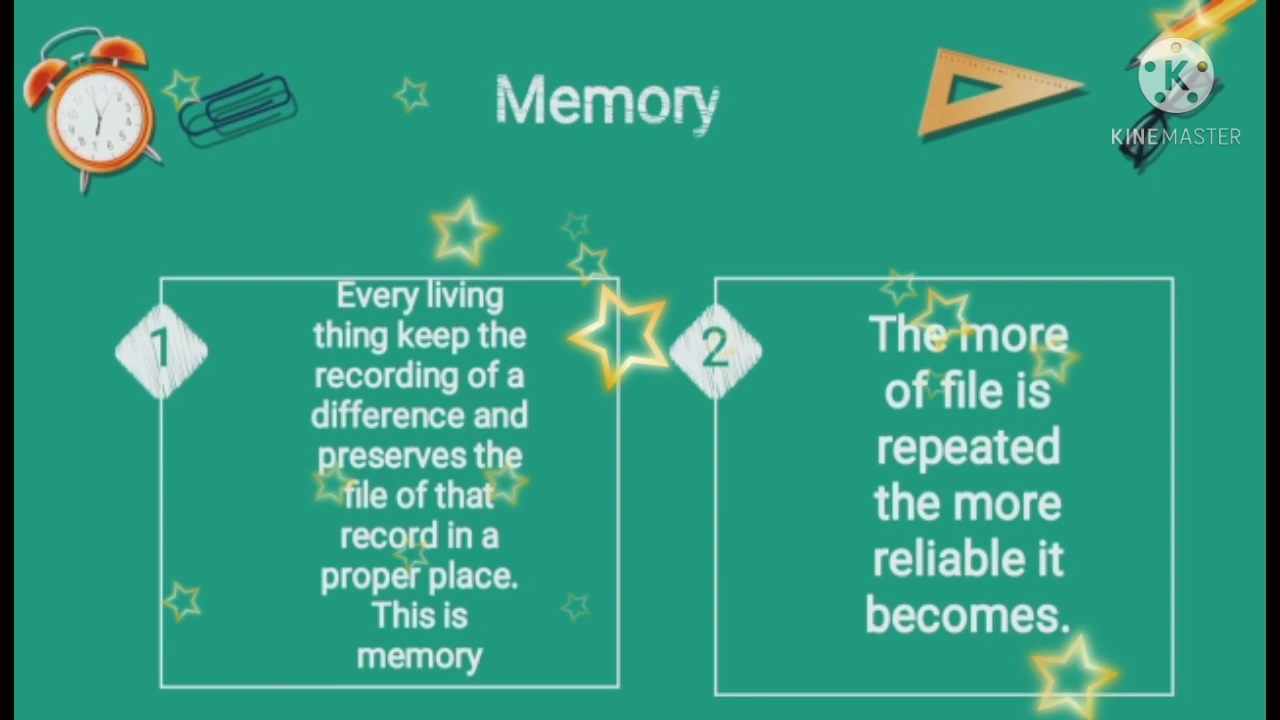 Memory
KINEMASTER
1
Every living
thing keep the
recording of a
difference and
preserves the
file of that
record in a
proper place.
This is
memory
2
The more
of file is
repeated
the more
reliable it
becomes.